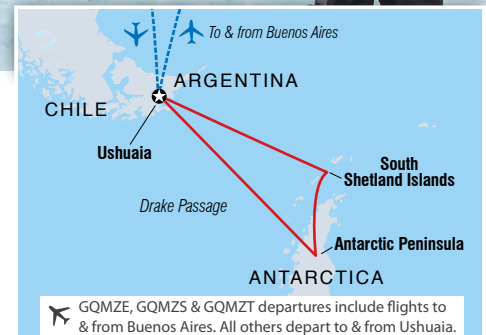 To & from Buenos Aires
ARGENTINA
CHILE
Ushuaia
South
Shetland Islands
Drake Passage
Antarctic Peninsula
ANTARCTICA
GQMZE, GQMZS & GQMZT departures include flights to
& from Buenos Aires. All others depart to & from Ushuaia.